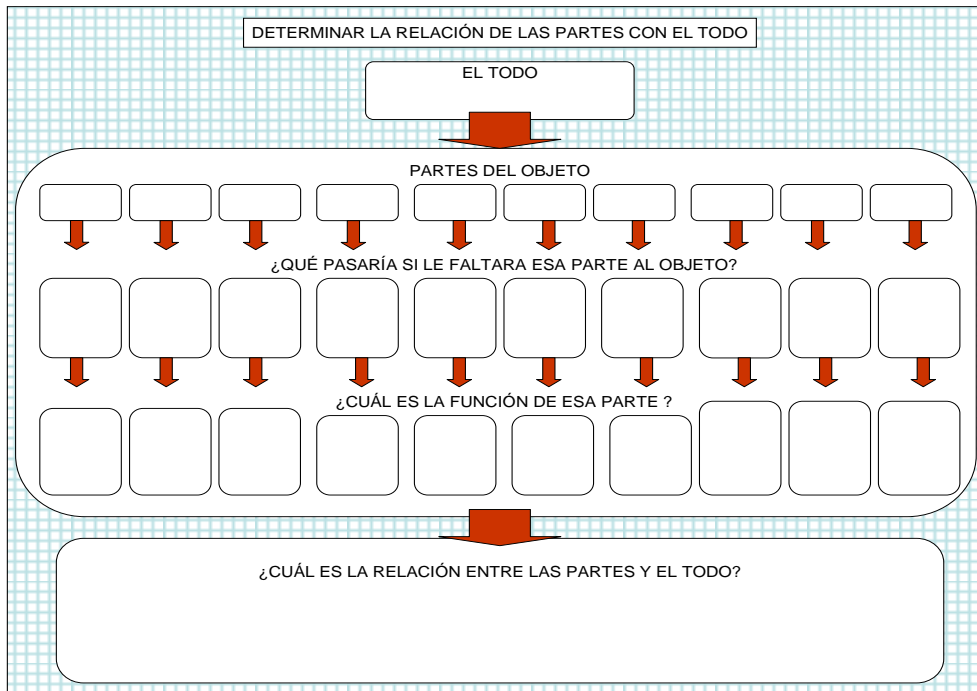 DETERMINAR LA RELACIÓN DE LAS PARTES CON EL TODO
EL TODO
PARTES DEL OBJETO
¿QUÉ PASARÍA SI LE FALTARA ESA PARTE AL OBJETO?
¿CUÁL ES LA FUNCIÓN DE ESA PARTE ?
¿CUÁL ES LA RELACIÓN ENTRE LAS PARTES Y EL TODO?